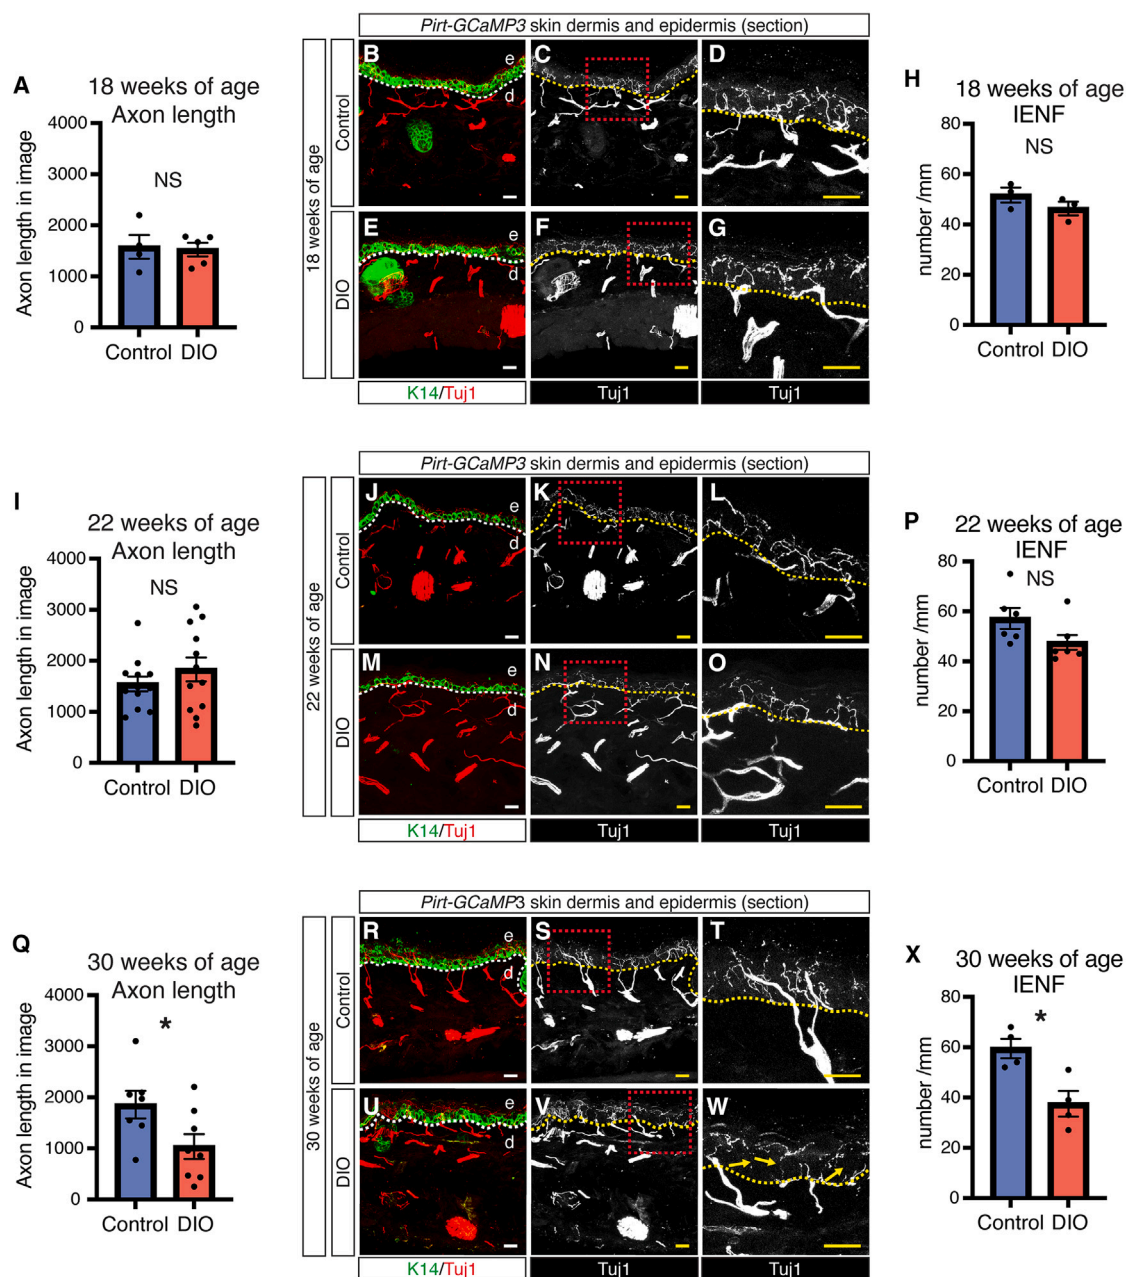 Pirt-GCaMP3 skin dermis and epidermis (section)
A
18 weeks of age
Axon length
Axon length in image
4000
3000
2000
1000
0
NS
Control DIO
18 weeks of age
Control
DIO
B
e
d
C
D
E
e
d
F
G
K14/Tuj1
Tuj1
Tuj1
H
18 weeks of age
IENF
NS
number /mm
80
60
40
20
0
Control DIO
Pirt-GCaMP3 skin dermis and epidermis (section)
I
22 weeks of age
Axon length
Axon length in image
4000
3000
2000
1000
0
NS
Control DIO
22 weeks of age
Control
DIO
J
e
d
K
L
M
e
d
N
O
K14/Tuj1
Tuj1
Tuj1
P
22 weeks of age
IENF
NS
number /mm
80
60
40
20
0
Control DIO
Pirt-GCaMP3 skin dermis and epidermis (section)
Q
30 weeks of age
Axon length
Axon length in image
4000
3000
2000
1000
0
*
Control DIO
30 weeks of age
Control
DIO
R
e
d
S
T
U
e
d
V
W
K14/Tuj1
Tuj1
Tuj1
X
30 weeks of age
IENF
*
number /mm
80
60
40
20
0
Control DIO